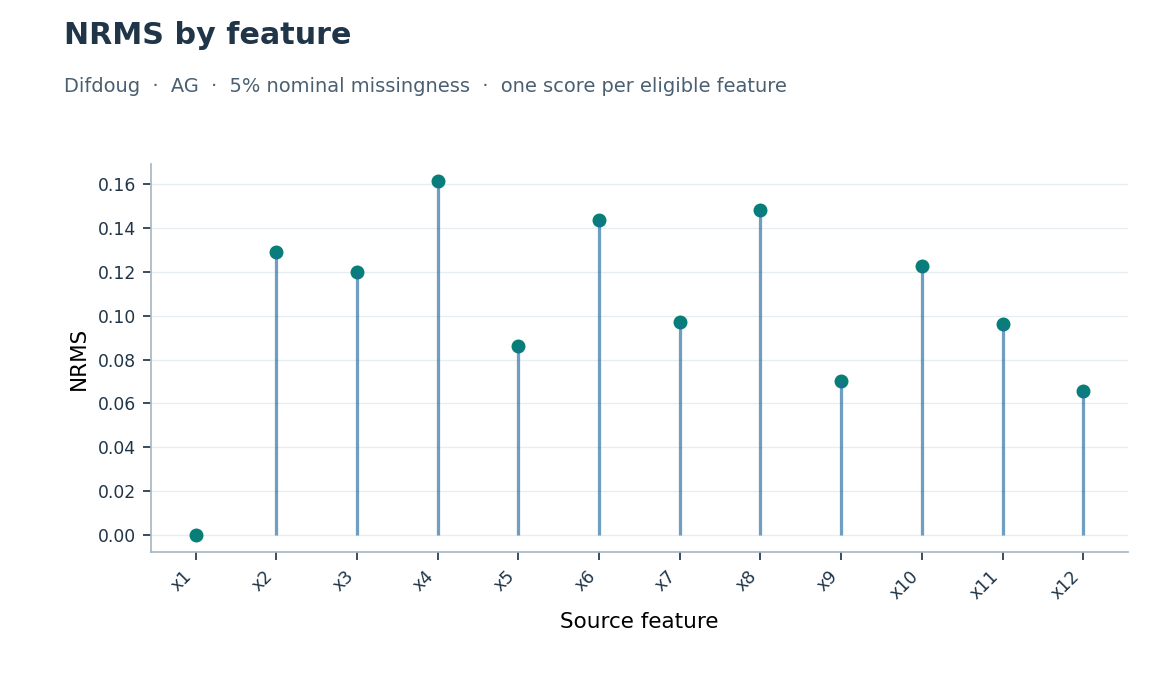 NRMS by feature
Difdoug · AG · 5% nominal missingness · one score per eligible feature
0.16
0.14
0.12
0.10
0.08
0.06
0.04
0.02
0.00
NRMS
x1 x2 x3 x4 x5 x6 x7 x8 x9 x10 x11 x12
Source feature